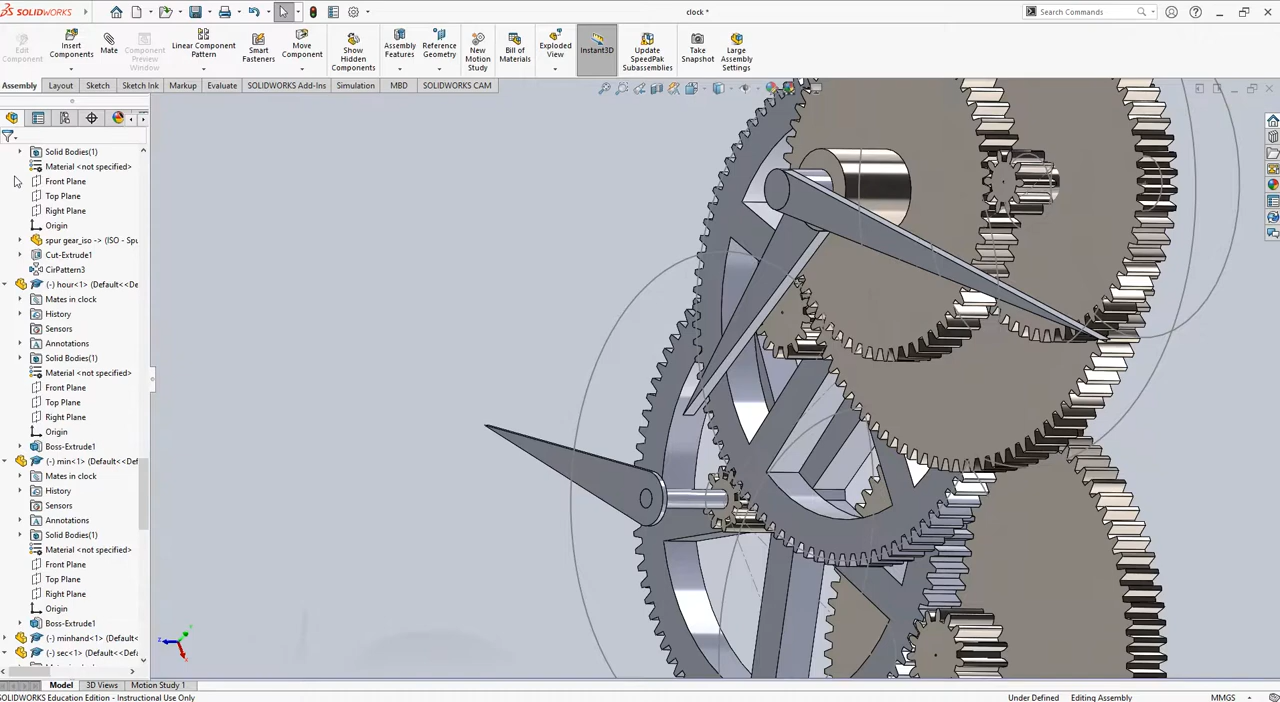 SOLIDWORKS
clock *
Search Commands
Edit Component
Insert Components
Mate
Component Preview Window
Linear Component Pattern
Smart Fasteners
Move Component
Show Hidden Components
Assembly Features
Reference Geometry
New Motion Study
Bill of Materials
Exploded View
Instant3D
Update SpeedPak Subassemblies
Take Snapshot
Large Assembly Settings
Assembly Layout Sketch Sketch Ink Markup Evaluate SOLIDWORKS Add-Ins Simulation MBD SOLIDWORKS CAM
Solid Bodies(1)
Material <not specified>
Front Plane
Top Plane
Right Plane
Origin
spur gear_iso -> (ISO - Spu
Cut-Extrude1
CirPattern3
(-) hour<1> (Default<<Def
Mates in clock
History
Sensors
Annotations
Solid Bodies(1)
Material <not specified>
Front Plane
Top Plane
Right Plane
Origin
Boss-Extrude1
(-) min<1> (Default<<Def
Mates in clock
History
Sensors
Annotations
Solid Bodies(1)
Material <not specified>
Front Plane
Top Plane
Right Plane
Origin
Boss-Extrude1
(-) minhand<1> (Default<
(-) sec<1> (Default<<Defa
Z
Model 3D Views Motion Study 1
SOLIDWORKS Education Edition - Instructional Use Only
Under Defined Editing Assembly MMGS